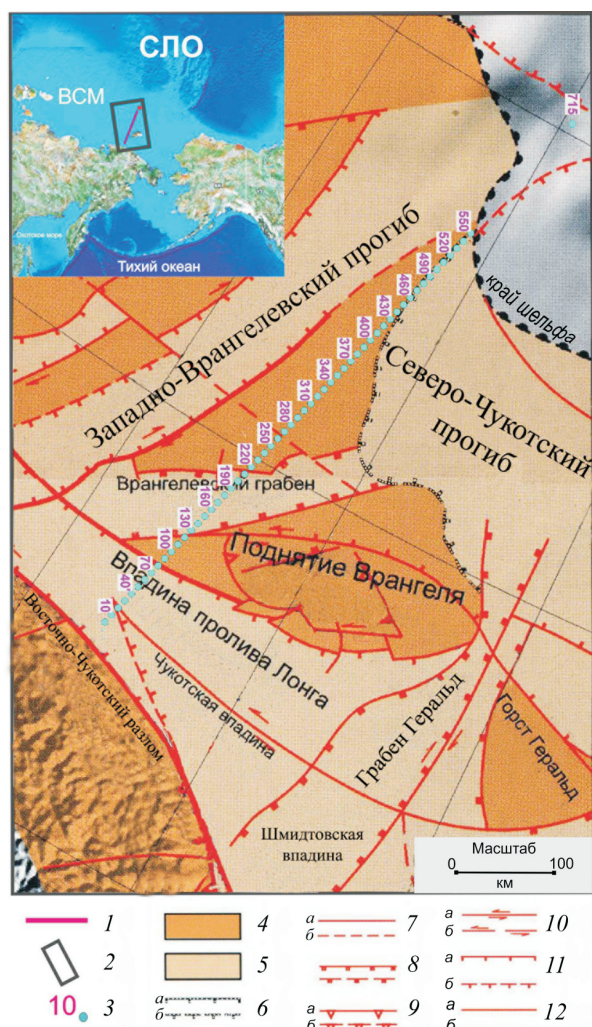 СЛО
ВСМ
Охотское море
Тихий океан
715
550
520
490
460
430
400
370
340
310
280
250
220
190
160
130
100
70
40
10
край шельфа
Западно-Врангелевский прогиб
Северо-Чукотский
прогиб
Врангелевский грабен
Поднятие Врангеля
Впадина пролива Лонга
Чукотская впадина
Восточно-Чукотский разлом
Грабен Геральд
Горст Геральд
Шмидтовская
впадина
Масштаб
0 100
км
1 4 а б 7 а б 10
2 5 8 а б 11
10 3 а б 6 а б 9 а б 12